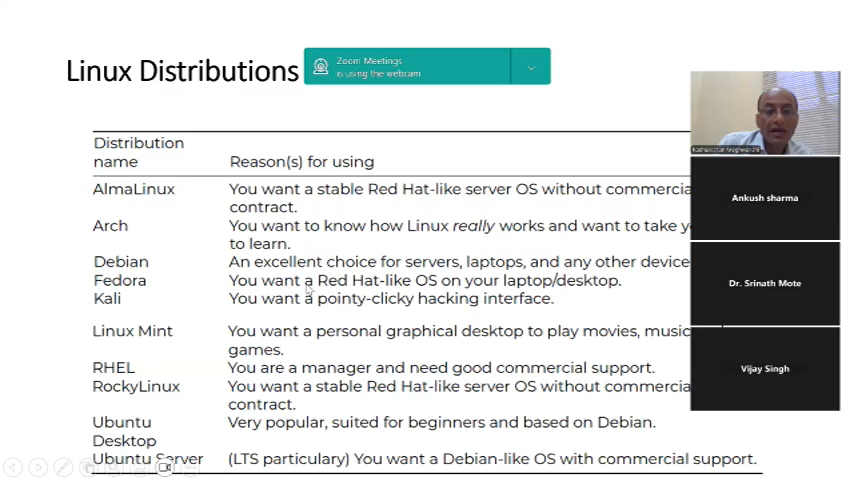 Linux Distributions
Zoom Meetings
is using the webcam
Distribution
name
Reason(s) for using
AlmaLinux
You want a stable Red Hat-like server OS without commercial
contract.
Arch
You want to know how Linux really works and want to take
to learn.
Debian
An excellent choice for servers, laptops, and any other device
Fedora
You want a Red Hat-like OS on your laptop/desktop.
Kali
You want a pointy-clicky hacking interface.
Linux Mint
You want a personal graphical desktop to play movies, music
games.
RHEL
You are a manager and need good commercial support.
RockyLinux
You want a stable Red Hat-like server OS without commercia
contract.
Ubuntu
Desktop
Very popular, suited for beginners and based on Debian.
Ubuntu Server
(LTS particulary) You want a Debian-like OS with commercial support.
Ankush sharma
Dr. Srinath Mote
Vijay Singh